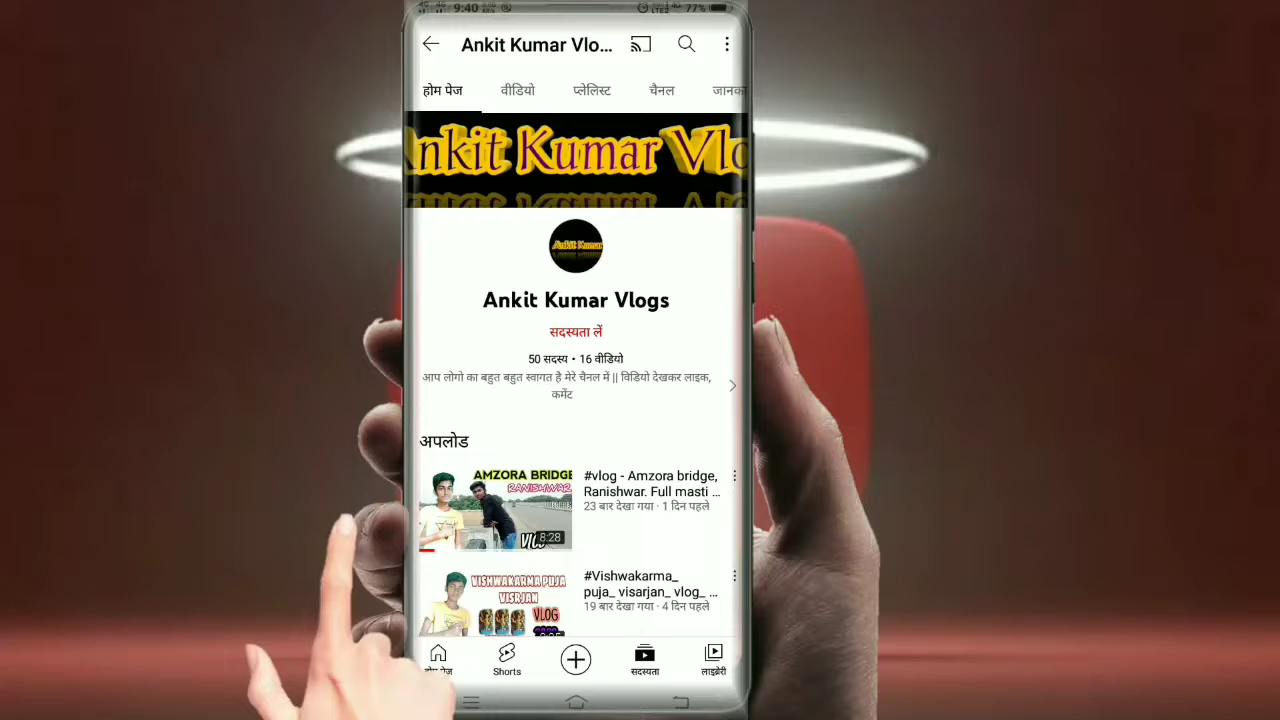 9:40
77%
Ankit Kumar Vlo...
होम पेज वीडियो प्लेलिस्ट चैनल जानका
Ankit Kumar Vlo
Ankit Kumar
Ankit Kumar Vlogs
सदस्यता लें
50 सदस्य • 16 वीडियो
आप लोगो का बहुत बहुत स्वागत है मेरे चैनल में || विडियो देखकर लाइक,
कमेंट
अपलोड
AMZORA BRIDGE
RANISHWAR
8:28
#vlog - Amzora bridge,
Ranishwar. Full masti ...
23 बार देखा गया · 1 दिन पहले
VISHWAKARMA PUJA
VISRJAN
VLOG
#Vishwakarma_
puja_ visarjan_ vlog_ ...
19 बार देखा गया · 4 दिन पहले
होम पेज Shorts सदस्यता लाइब्रेरी